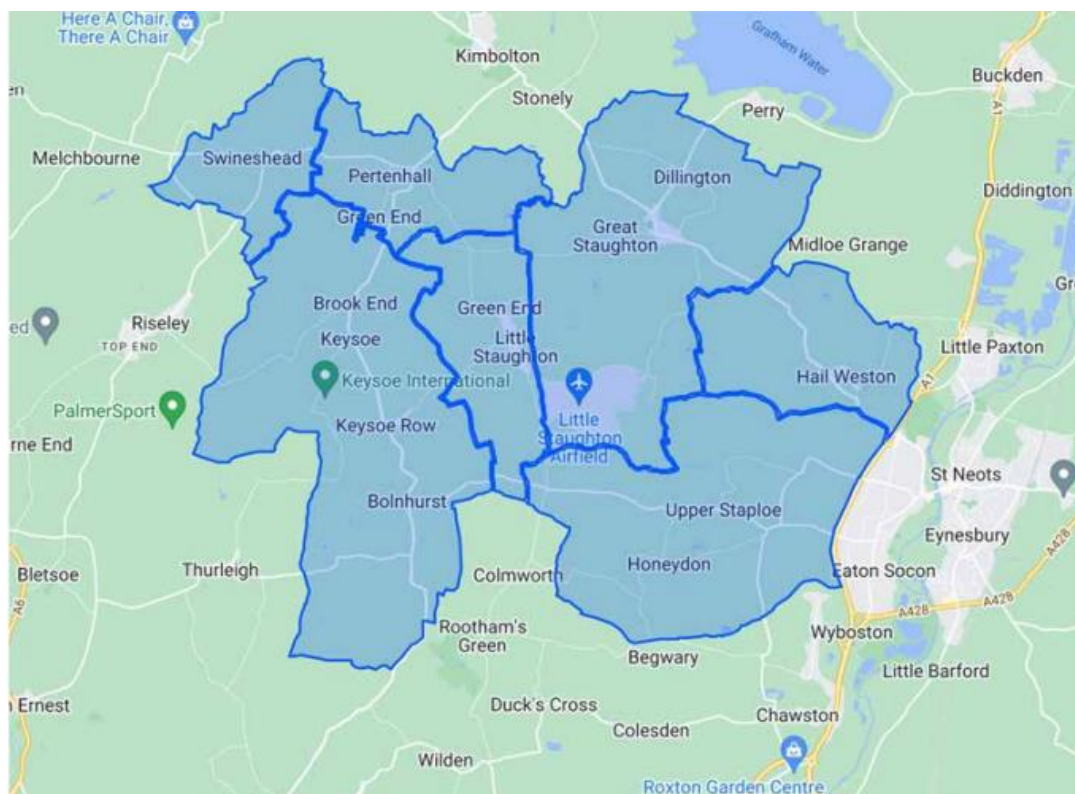 Here A Chair,
There A Chair
Kimbolton
Grafham Water
Buckden
Stonely
Perry
A1
Melchbourne
Swineshead
Pertenhall
Dillington
Diddington
Green End
Great
Staughton
Midloe Grange
Brook End
Green End
Riseley
TOP END
Keysoe
Little
Staughton
Little Paxton
Keysoe International
Hail Weston
A1
PalmerSport
Keysoe Row
Little
Staughton
Airfield
St Neots
Bolnhurst
Upper Staploe
Eynesbury
A428
Bletsoe
Thurleigh
Colmworth
Honeydon
Eaton Socon
A6
A428
A428
Rootham's
Green
Wyboston
Begwary
Little Barford
Ernest
Duck's Cross
Colesden
Chawston
Wilden
Roxton Garden Centre